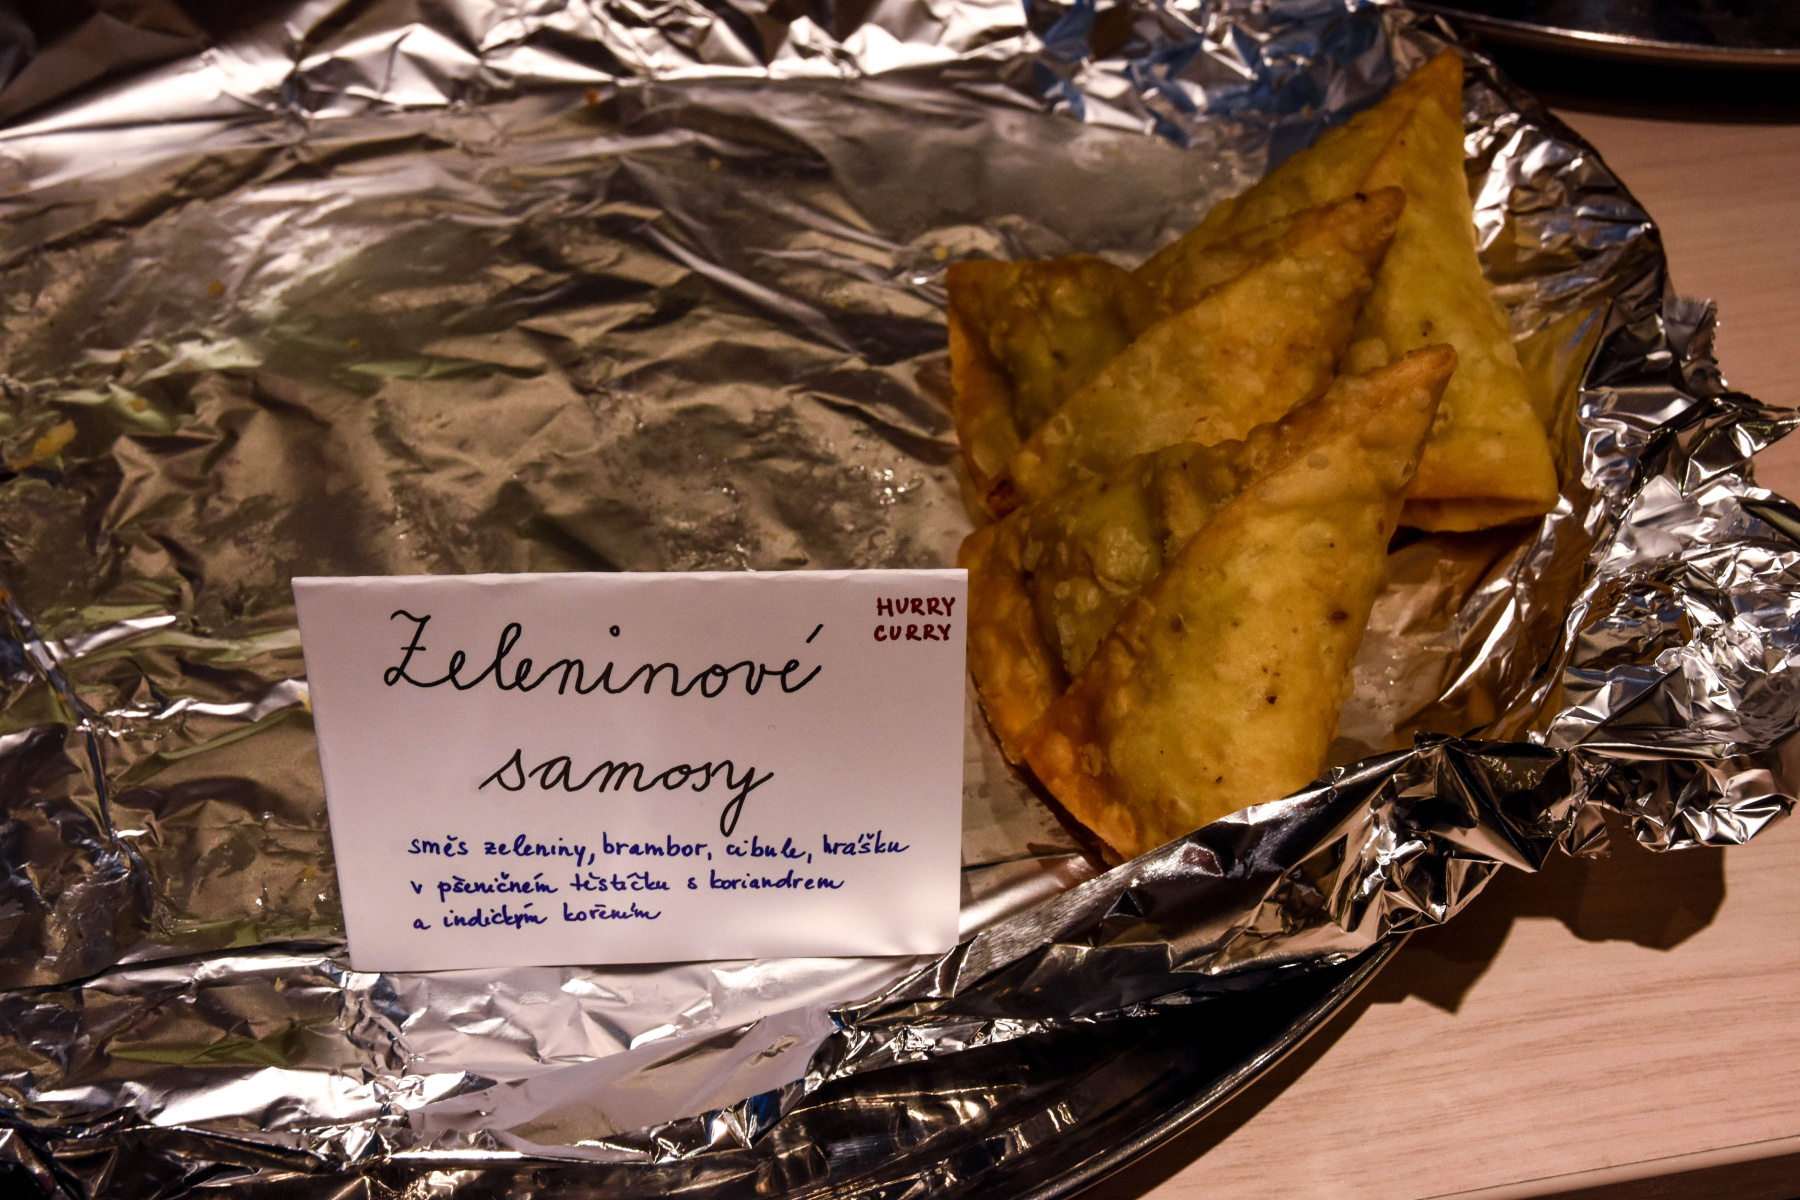 HURRY
CURRY
Zeleninové
samosy
směs zeleniny, brambor, cibule, hrášku
v pšeničném těstíčku s koriandrem
a indickým kořením